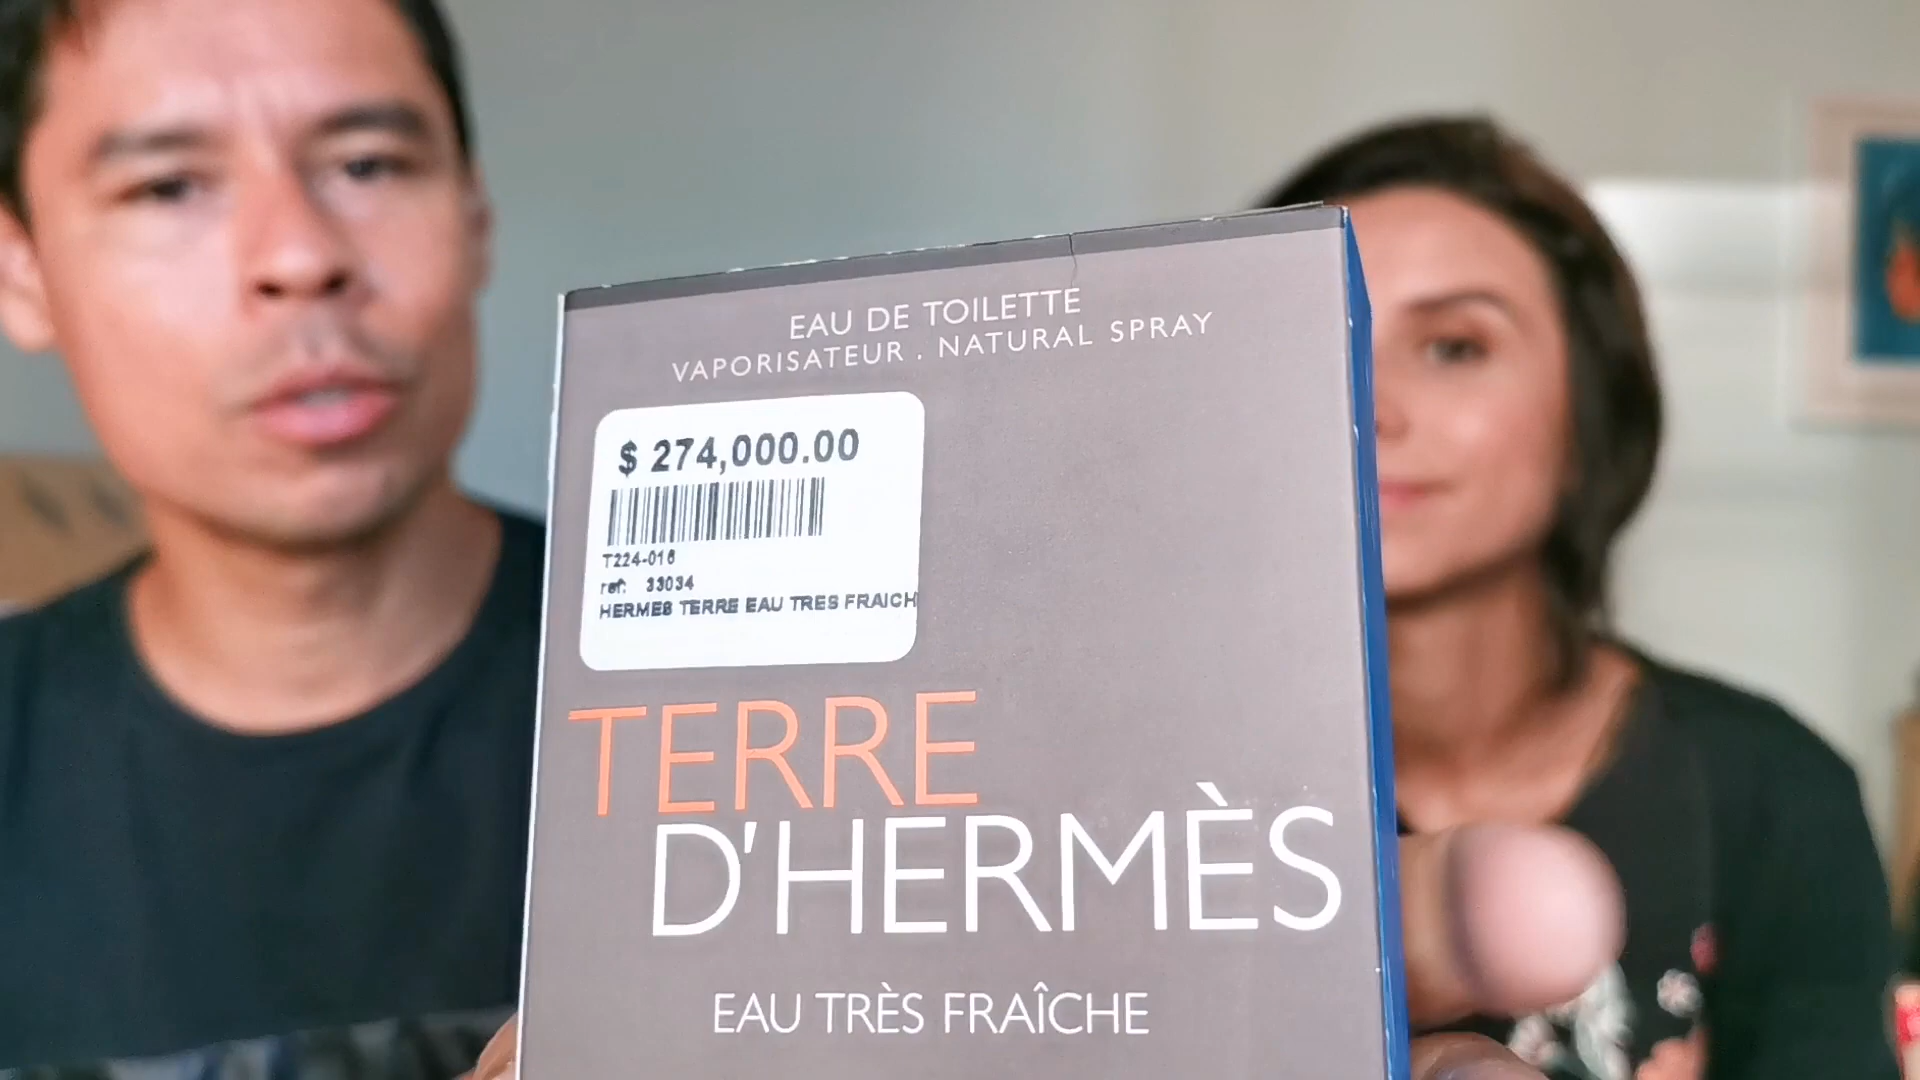 EAU DE TOILETTE
VAPORISATEUR . NATURAL SPRAY
$ 274,000.00
T224-016
ref: 33034
HERMES TERRE EAU TRES FRAICH
TERRE
D'HERMÈS
EAU TRÈS FRAÎCHE